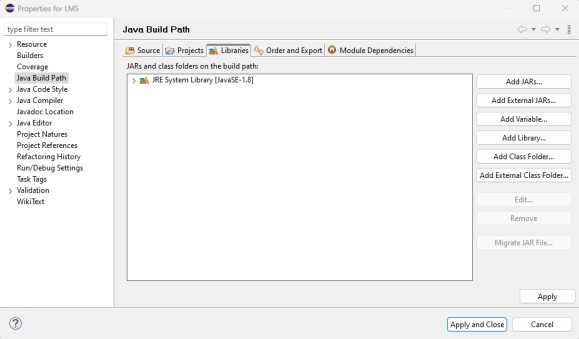 Properties for LMS
type filter text
Java Build Path
Resource
Builders
Coverage
Java Build Path
Java Code Style
Java Compiler
Javadoc Location
Java Editor
Project Natures
Project References
Refactoring History
Run/Debug Settings
Task Tags
Validation
WikiText
Source Projects Libraries Order and Export Module Dependencies
JARs and class folders on the build path:
JRE System Library [JavaSE-1.8]
Add JARs...
Add External JARs...
Add Variable...
Add Library...
Add Class Folder...
Add External Class Folder...
Edit...
Remove
Migrate JAR File...
Apply
Apply and Close Cancel